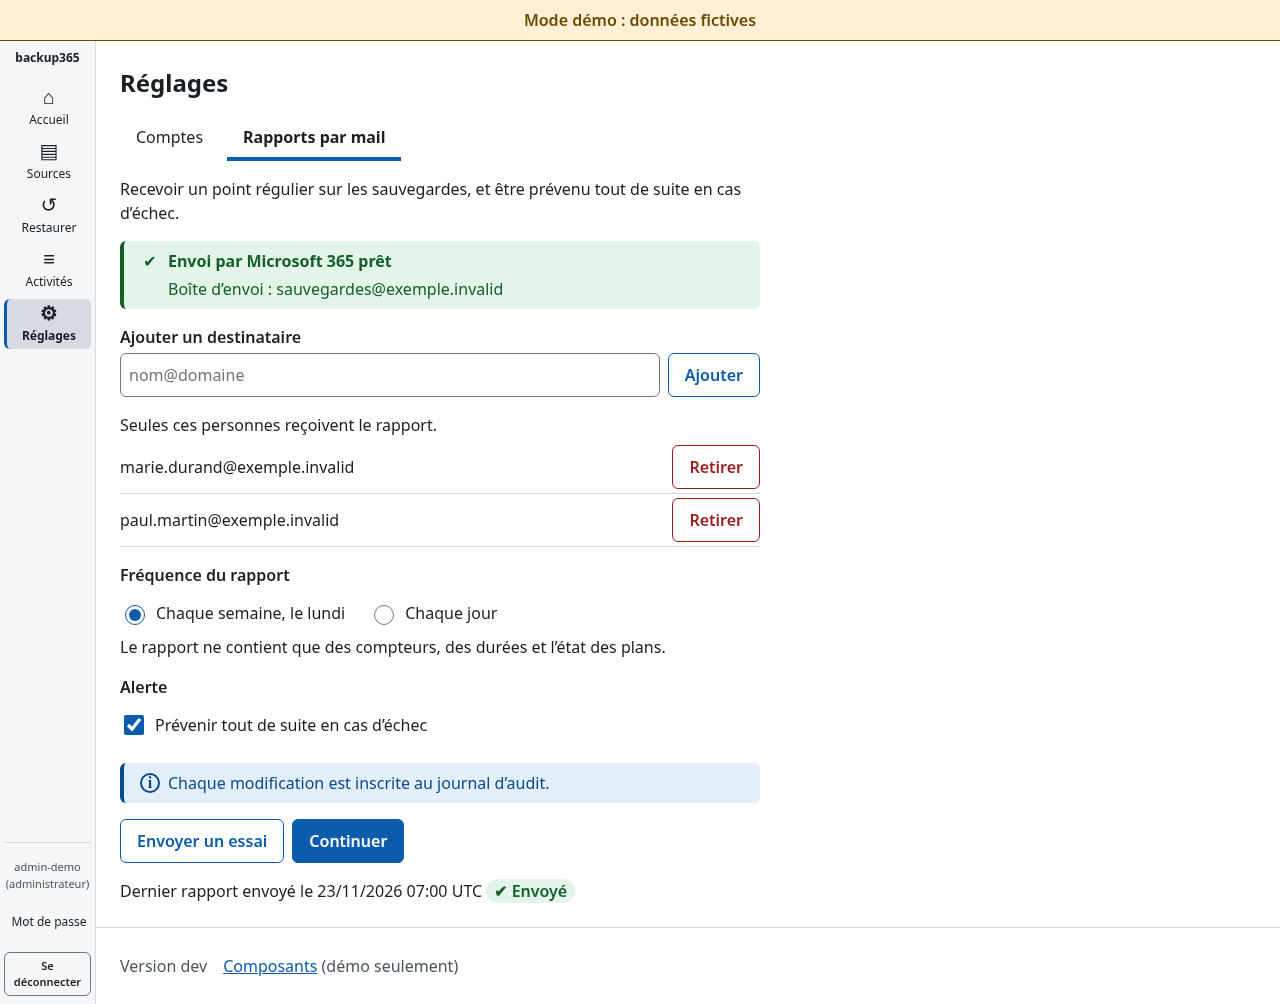 Mode démo : données fictives
backup365
Accueil
Sources
Restaurer
Activités
Réglages
admin-demo
(administrateur)
Mot de passe
Se
déconnecter
Réglages
Comptes
Rapports par mail
Recevoir un point régulier sur les sauvegardes, et être prévenu tout de suite en cas
d’échec.
✔ Envoi par Microsoft 365 prêt
Boîte d’envoi : sauvegardes@exemple.invalid
Ajouter un destinataire
nom@domaine
Ajouter
Seules ces personnes reçoivent le rapport.
marie.durand@exemple.invalid
Retirer
paul.martin@exemple.invalid
Retirer
Fréquence du rapport
Chaque semaine, le lundi
Chaque jour
Le rapport ne contient que des compteurs, des durées et l’état des plans.
Alerte
Prévenir tout de suite en cas d’échec
Chaque modification est inscrite au journal d’audit.
Envoyer un essai
Continuer
Dernier rapport envoyé le 23/11/2026 07:00 UTC ✔ Envoyé
Version dev Composants (démo seulement)